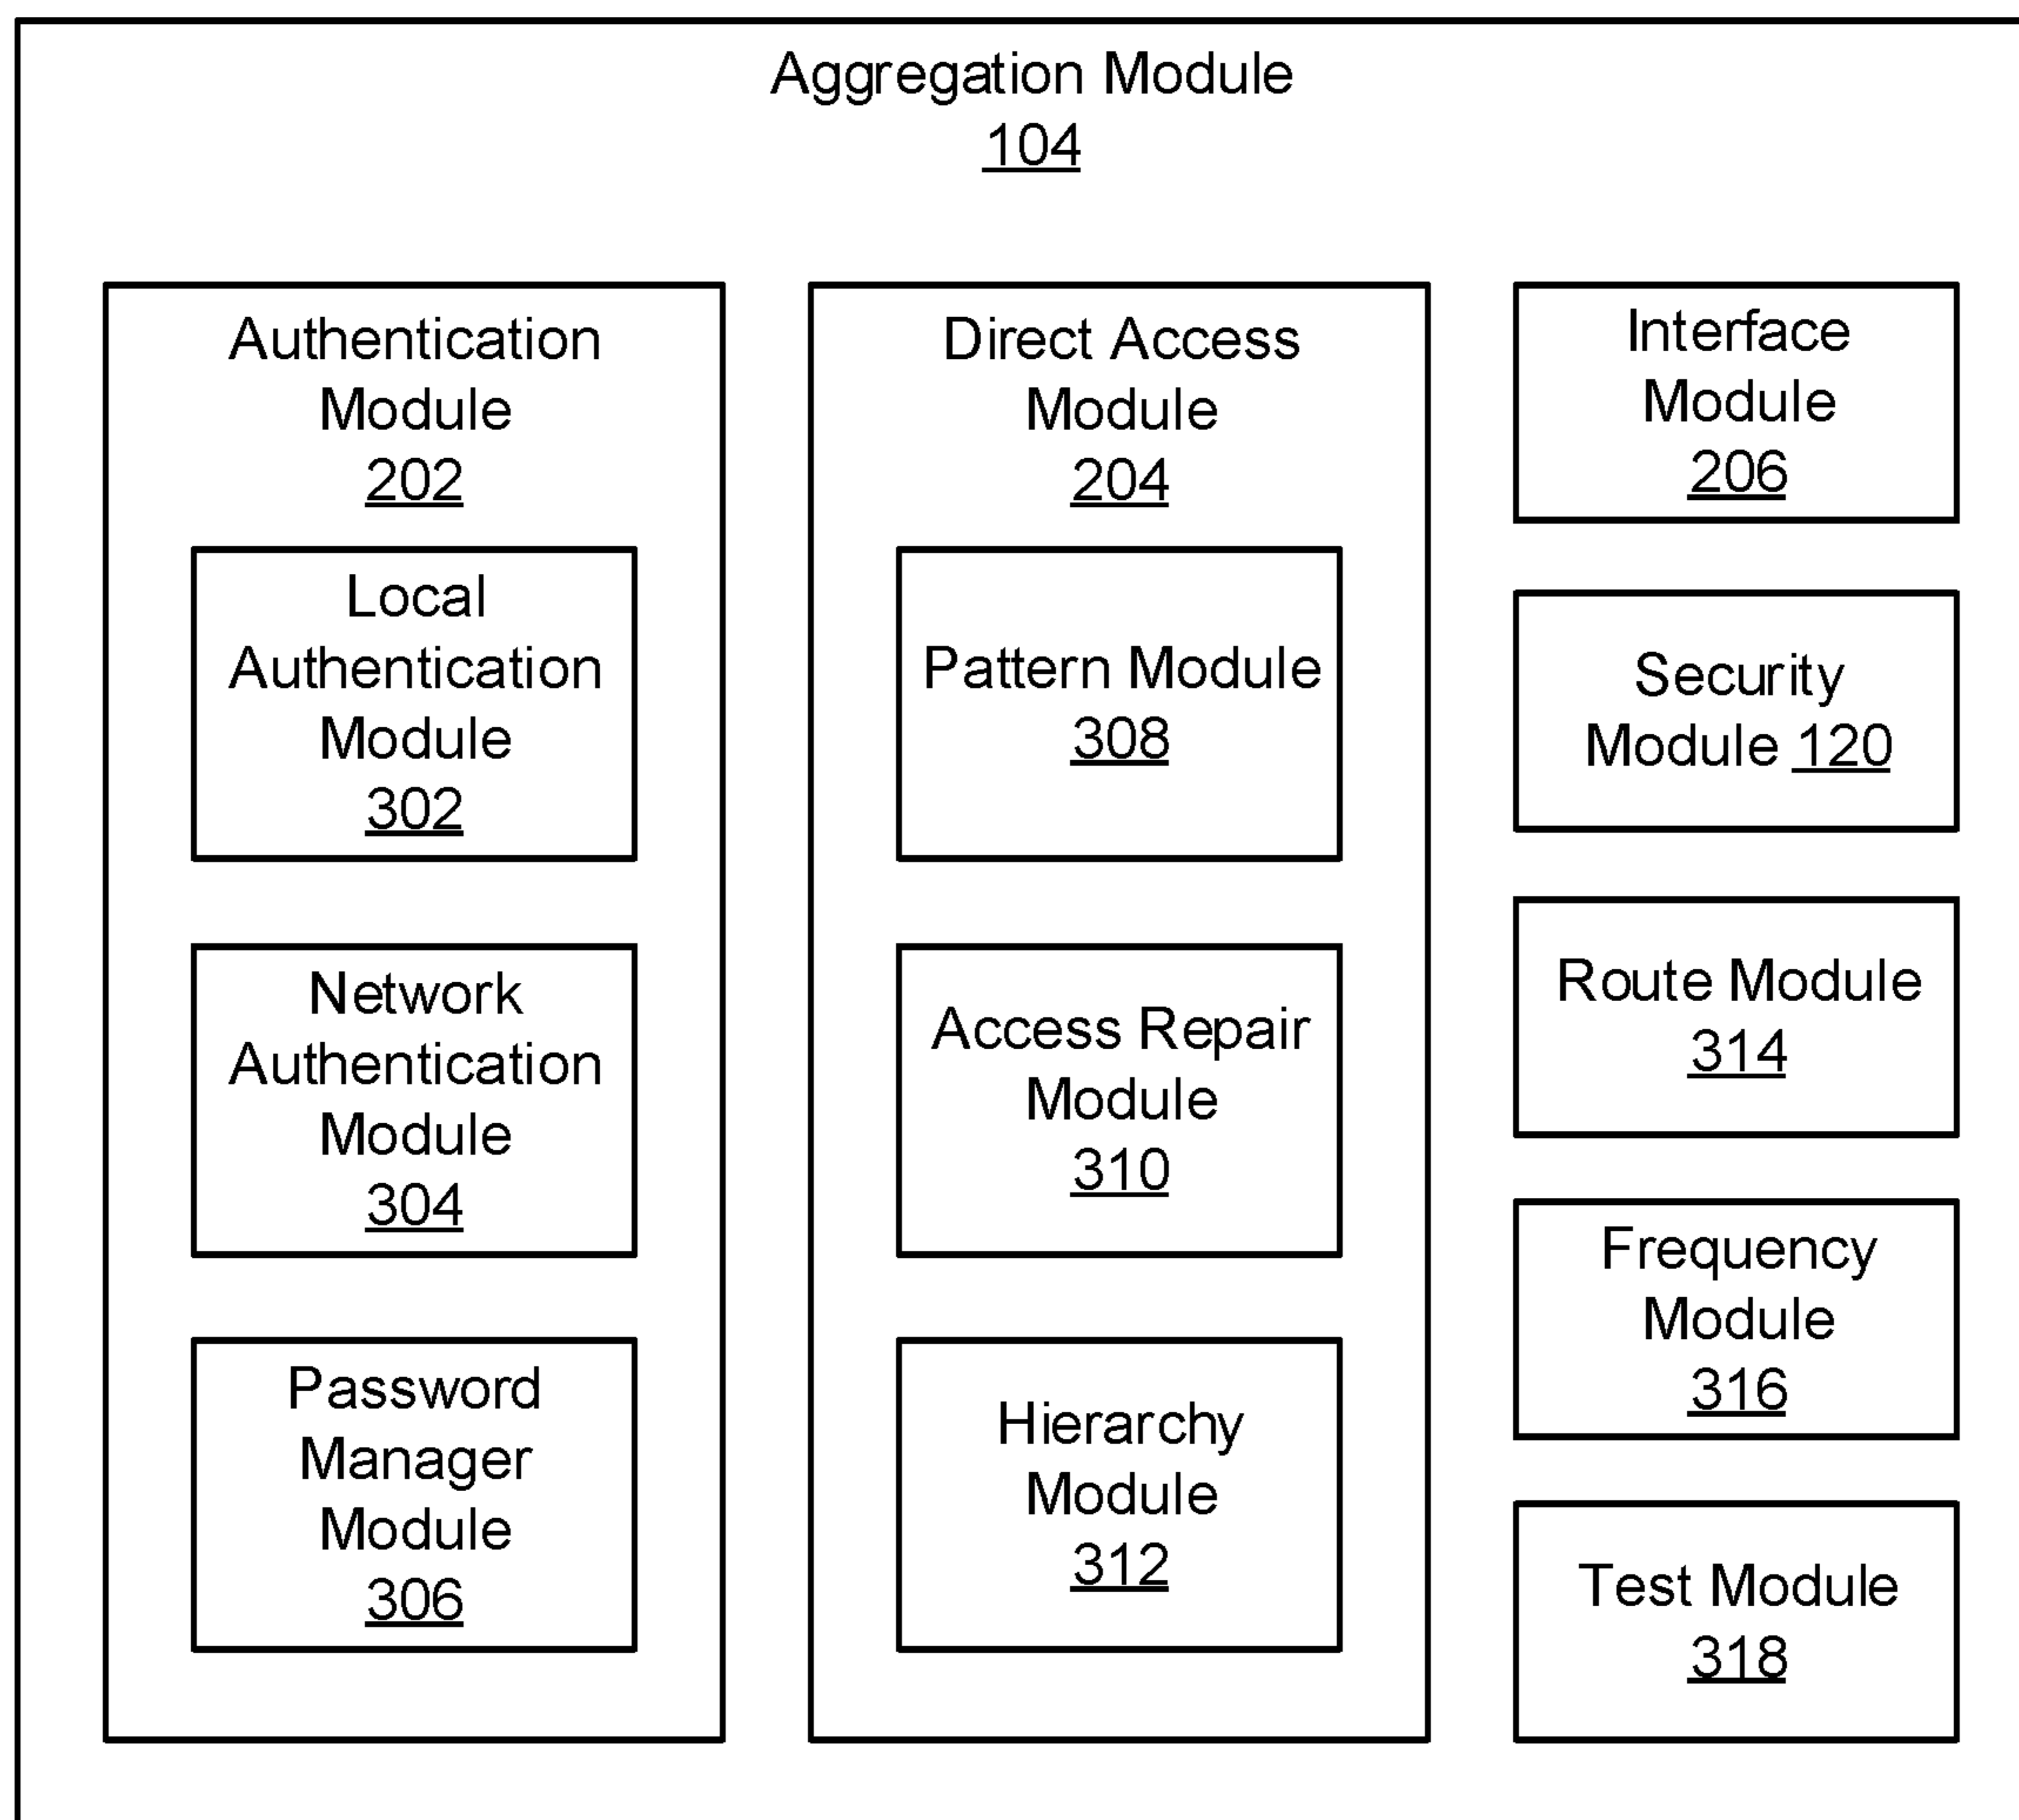 Aggregation Module
104
Authentication
Module
202
Local
Authentication
Module
302
Network
Authentication
Module
304
Password
Manager
Module
306
Direct Access
Module
204
Pattern Module
308
Access Repair
Module
310
Hierarchy
Module
312
Interface
Module
206
Security
Module 120
Route Module
314
Frequency
Module
316
Test Module
318